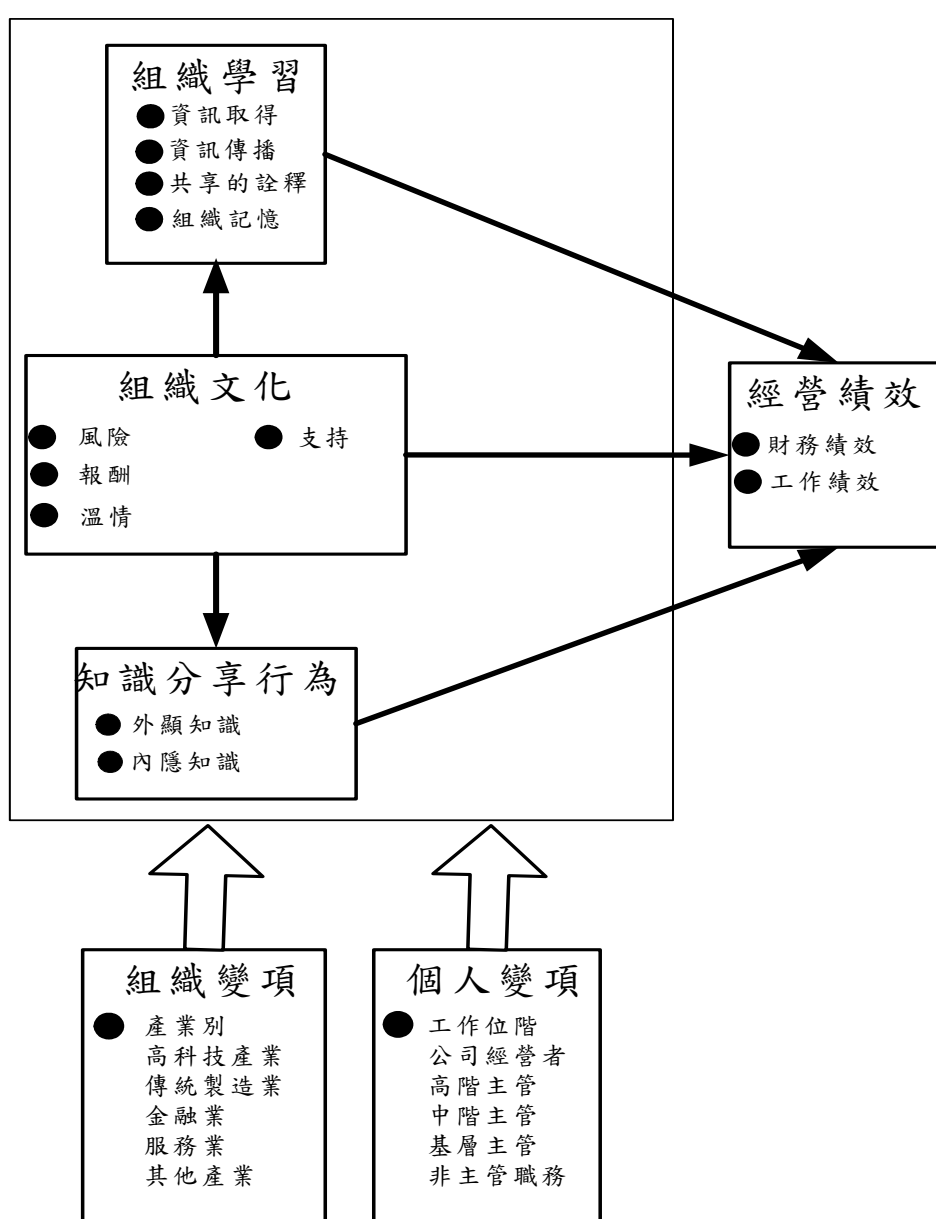 組織學習
資訊取得
資訊傳播
共享的詮釋
組織記憶
組織文化
風險
支持
報酬
溫情
經營績效
財務績效
工作績效
知識分享行為
外顯知識
內隱知識
組織變項
產業別
高科技產業
傳統製造業
金融業
服務業
其他產業
個人變項
工作位階
公司經營者
高階主管
中階主管
基層主管
非主管職務